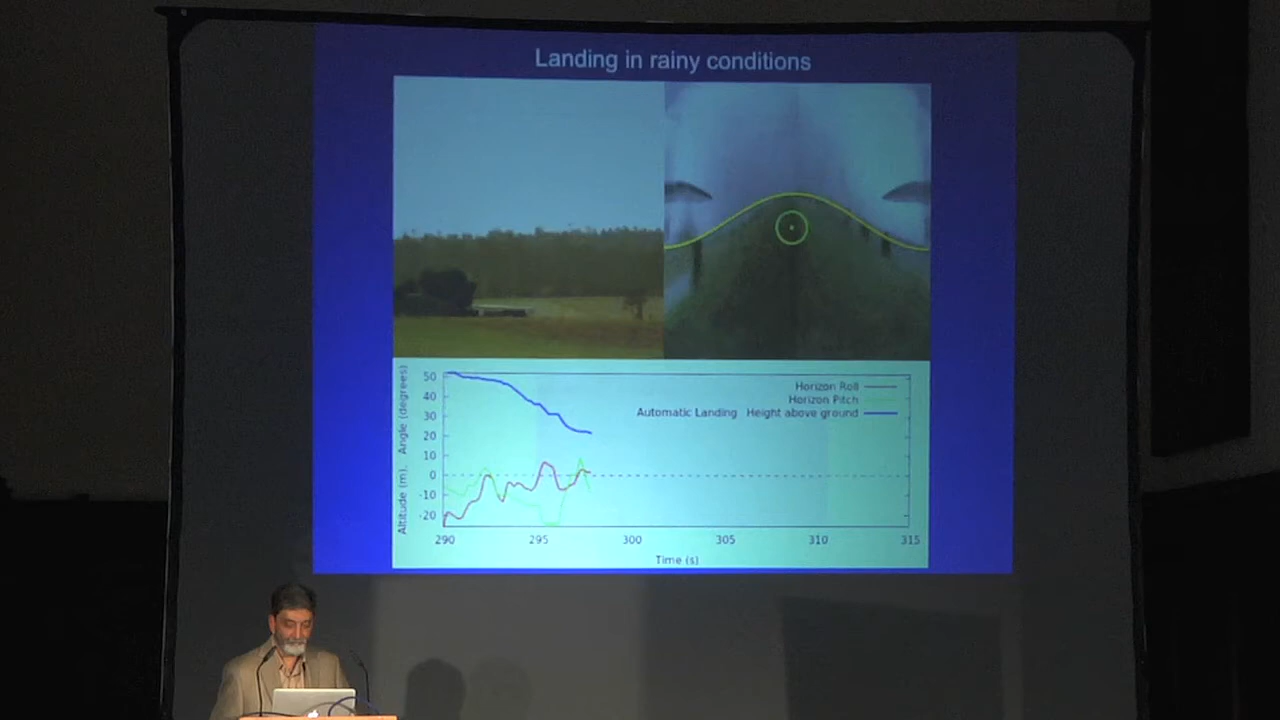 Landing in rainy conditions
Altitude (m), Angle (degrees)
50
40
30
20
10
0
-10
-20
Horizon Roll
Horizon Pitch
Automatic Landing Height above ground
290 295 300 305 310 315
Time (s)